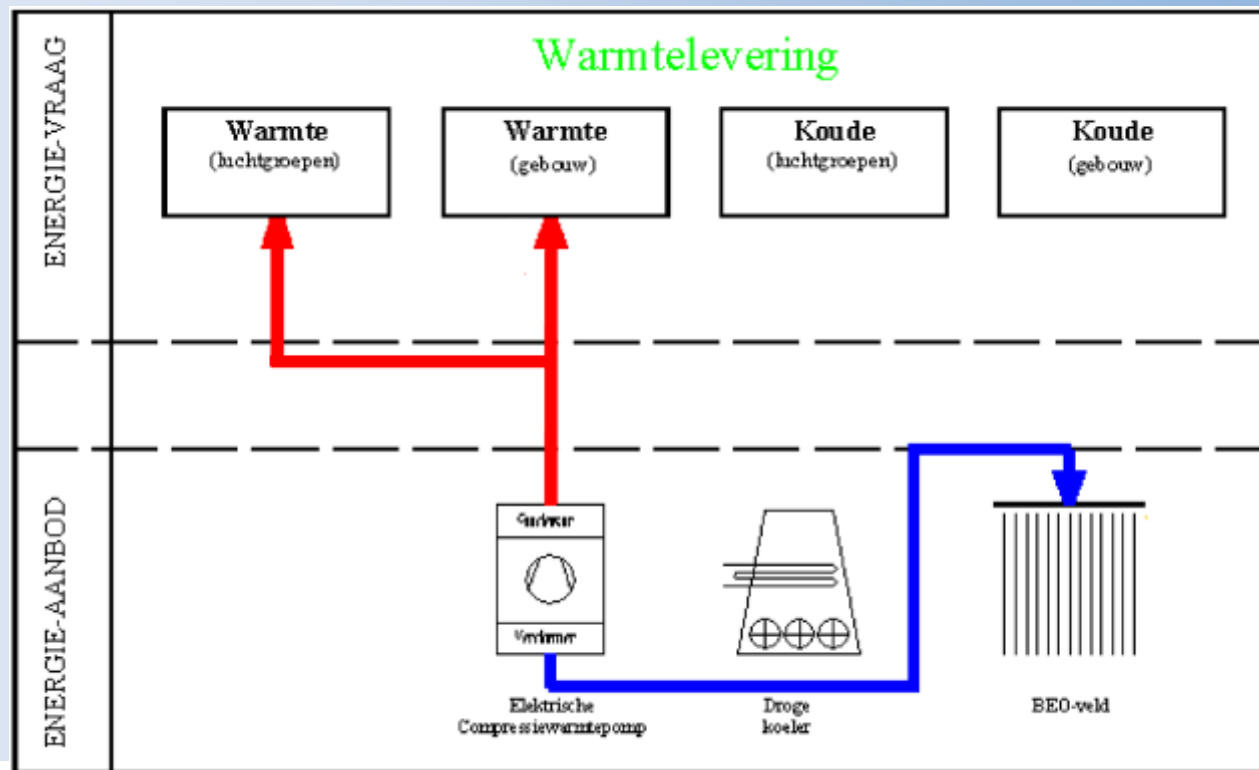 Warmtelevering
ENERGIE-VRAAG
Warmte
(luchtgroepen)
Warmte
(gebouw)
Koude
(luchtgroepen)
Koude
(gebouw)
ENERGIE-AANBOD
Verdamer
Elektrische
Compressiewarmtepomp
Droge
koeler
BEO-veld